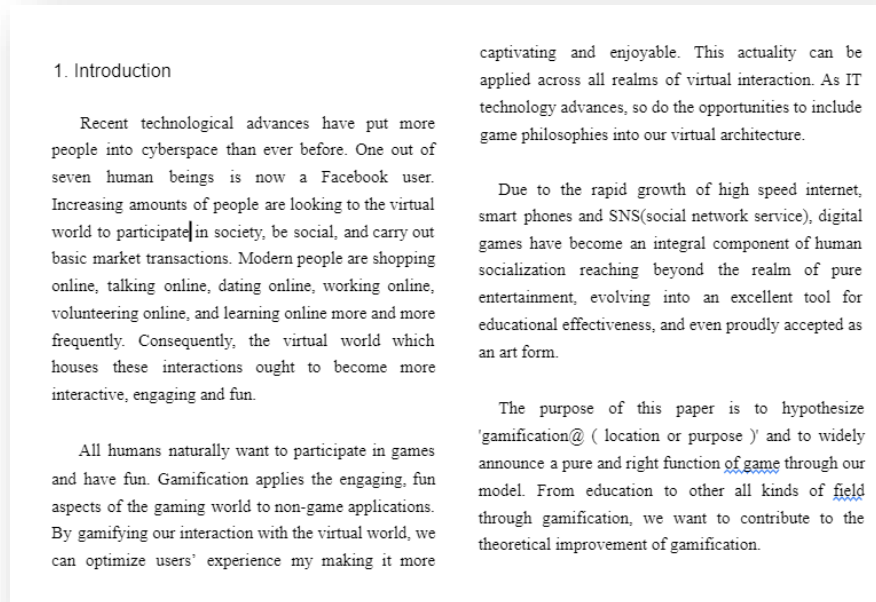 1. Introduction
Recent technological advances have put more
people into cyberspace than ever before. One out of
seven human beings is now a Facebook user.
Increasing amounts of people are looking to the virtual
world to participate in society, be social, and carry out
basic market transactions. Modern people are shopping
online, talking online, dating online, working online,
volunteering online, and learning online more and more
frequently. Consequently, the virtual world which
houses these interactions ought to become more
interactive, engaging and fun.
All humans naturally want to participate in games
and have fun. Gamification applies the engaging, fun
aspects of the gaming world to non-game applications.
By gamifying our interaction with the virtual world, we
can optimize users’ experience my making it more
captivating and enjoyable. This actuality can be
applied across all realms of virtual interaction. As IT
technology advances, so do the opportunities to include
game philosophies into our virtual architecture.
Due to the rapid growth of high speed internet,
smart phones and SNS(social network service), digital
games have become an integral component of human
socialization reaching beyond the realm of pure
entertainment, evolving into an excellent tool for
educational effectiveness, and even proudly accepted as
an art form.
The purpose of this paper is to hypothesize
'gamification@ ( location or purpose )' and to widely
announce a pure and right function of game through our
model. From education to other all kinds of field
through gamification, we want to contribute to the
theoretical improvement of gamification.